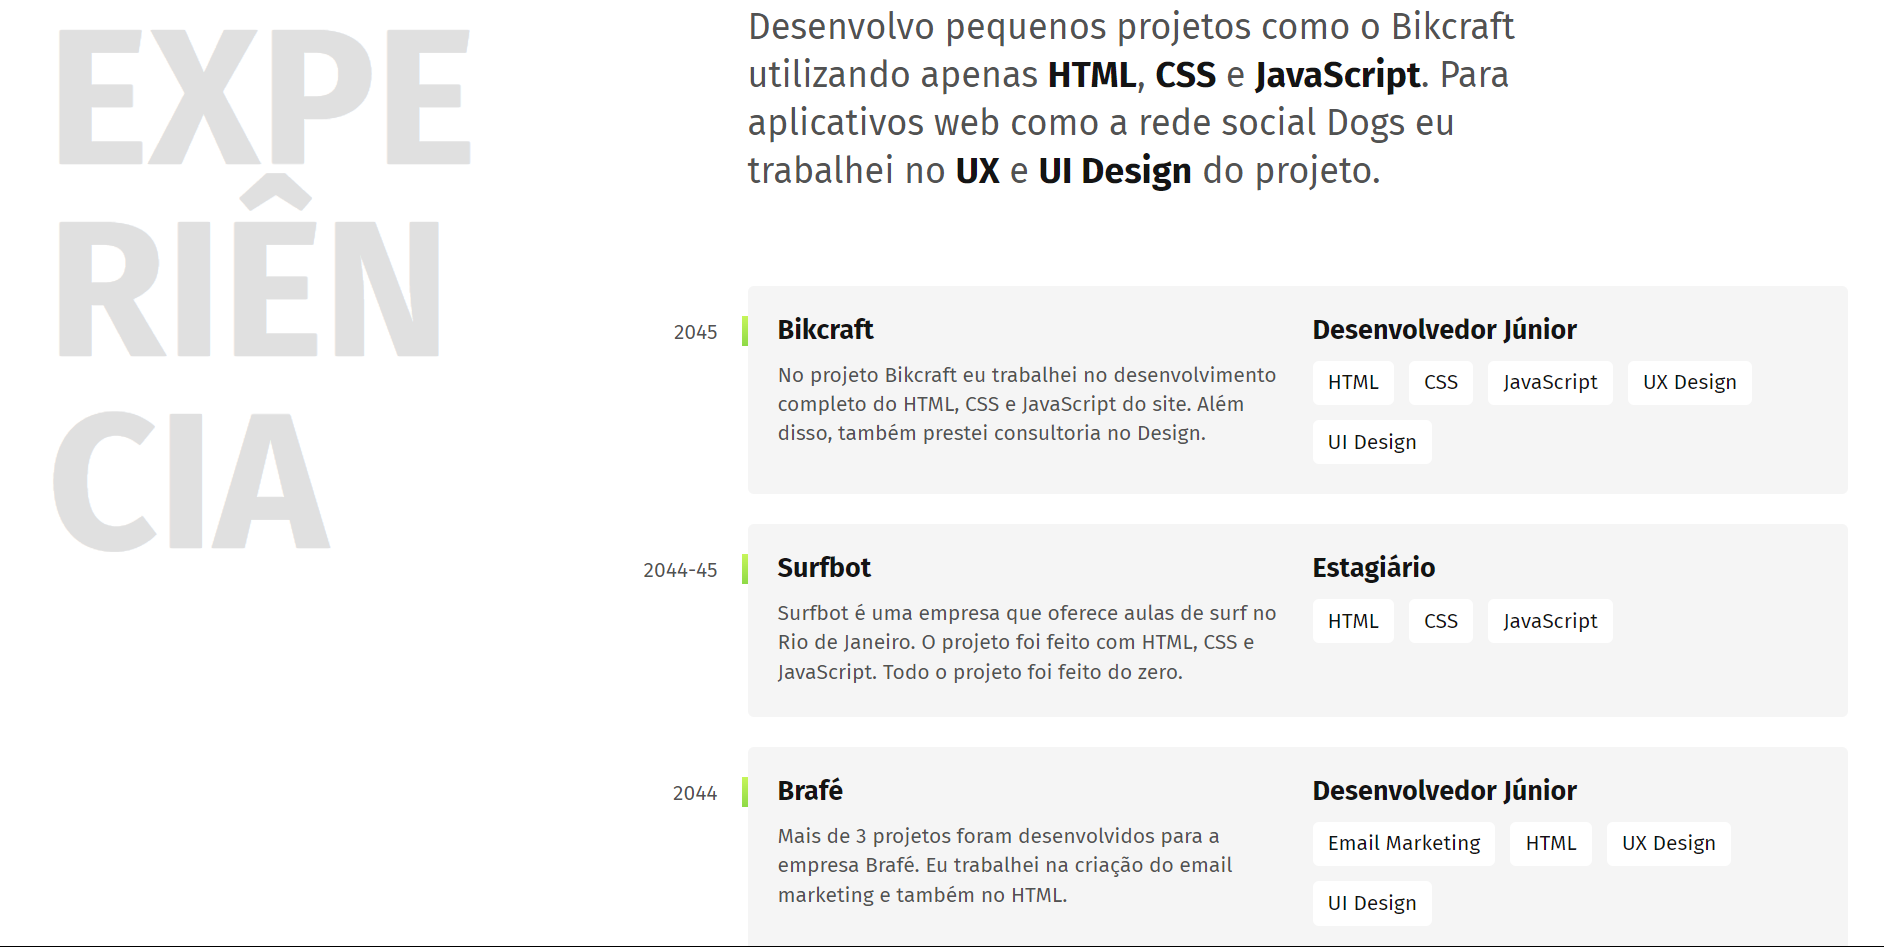 EXPE
RIÊN
CIA
Desenvolvo pequenos projetos como o Bikcraft
utilizando apenas HTML, CSS e JavaScript. Para
aplicativos web como a rede social Dogs eu
trabalhei no UX e UI Design do projeto.
2045
Bikcraft
No projeto Bikcraft eu trabalhei no desenvolvimento
completo do HTML, CSS e JavaScript do site. Além
disso, também prestei consultoria no Design.
Desenvolvedor Júnior
HTML CSS JavaScript UX Design
UI Design
2044-45
Surfbot
Surfbot é uma empresa que oferece aulas de surf no
Rio de Janeiro. O projeto foi feito com HTML, CSS e
JavaScript. Todo o projeto foi feito do zero.
Estagiário
HTML CSS JavaScript
2044
Brafé
Mais de 3 projetos foram desenvolvidos para a
empresa Brafé. Eu trabalhei na criação do email
marketing e também no HTML.
Desenvolvedor Júnior
Email Marketing HTML UX Design
UI Design